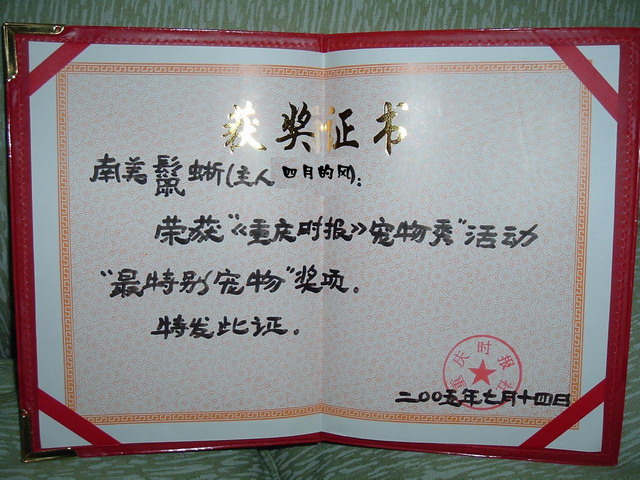 获奖证书
南美鬣蜥(主人 四月的风):
荣获“《重庆时报》宠物秀”活动
“最特别宠物”奖项。
特发此证。
重庆时报社
二00五年七月十四日